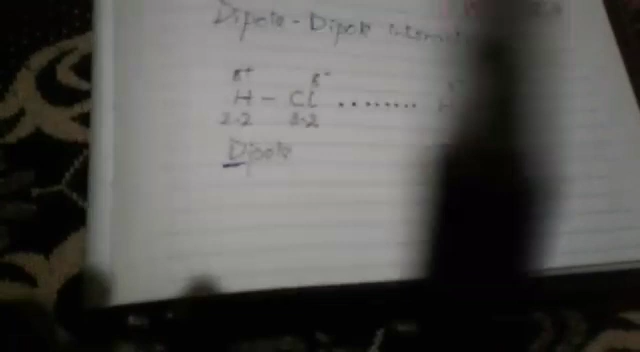 Dipole - Dipole
δ+ δ-
H - Cl ........ H
2.2 3.2
Dipole